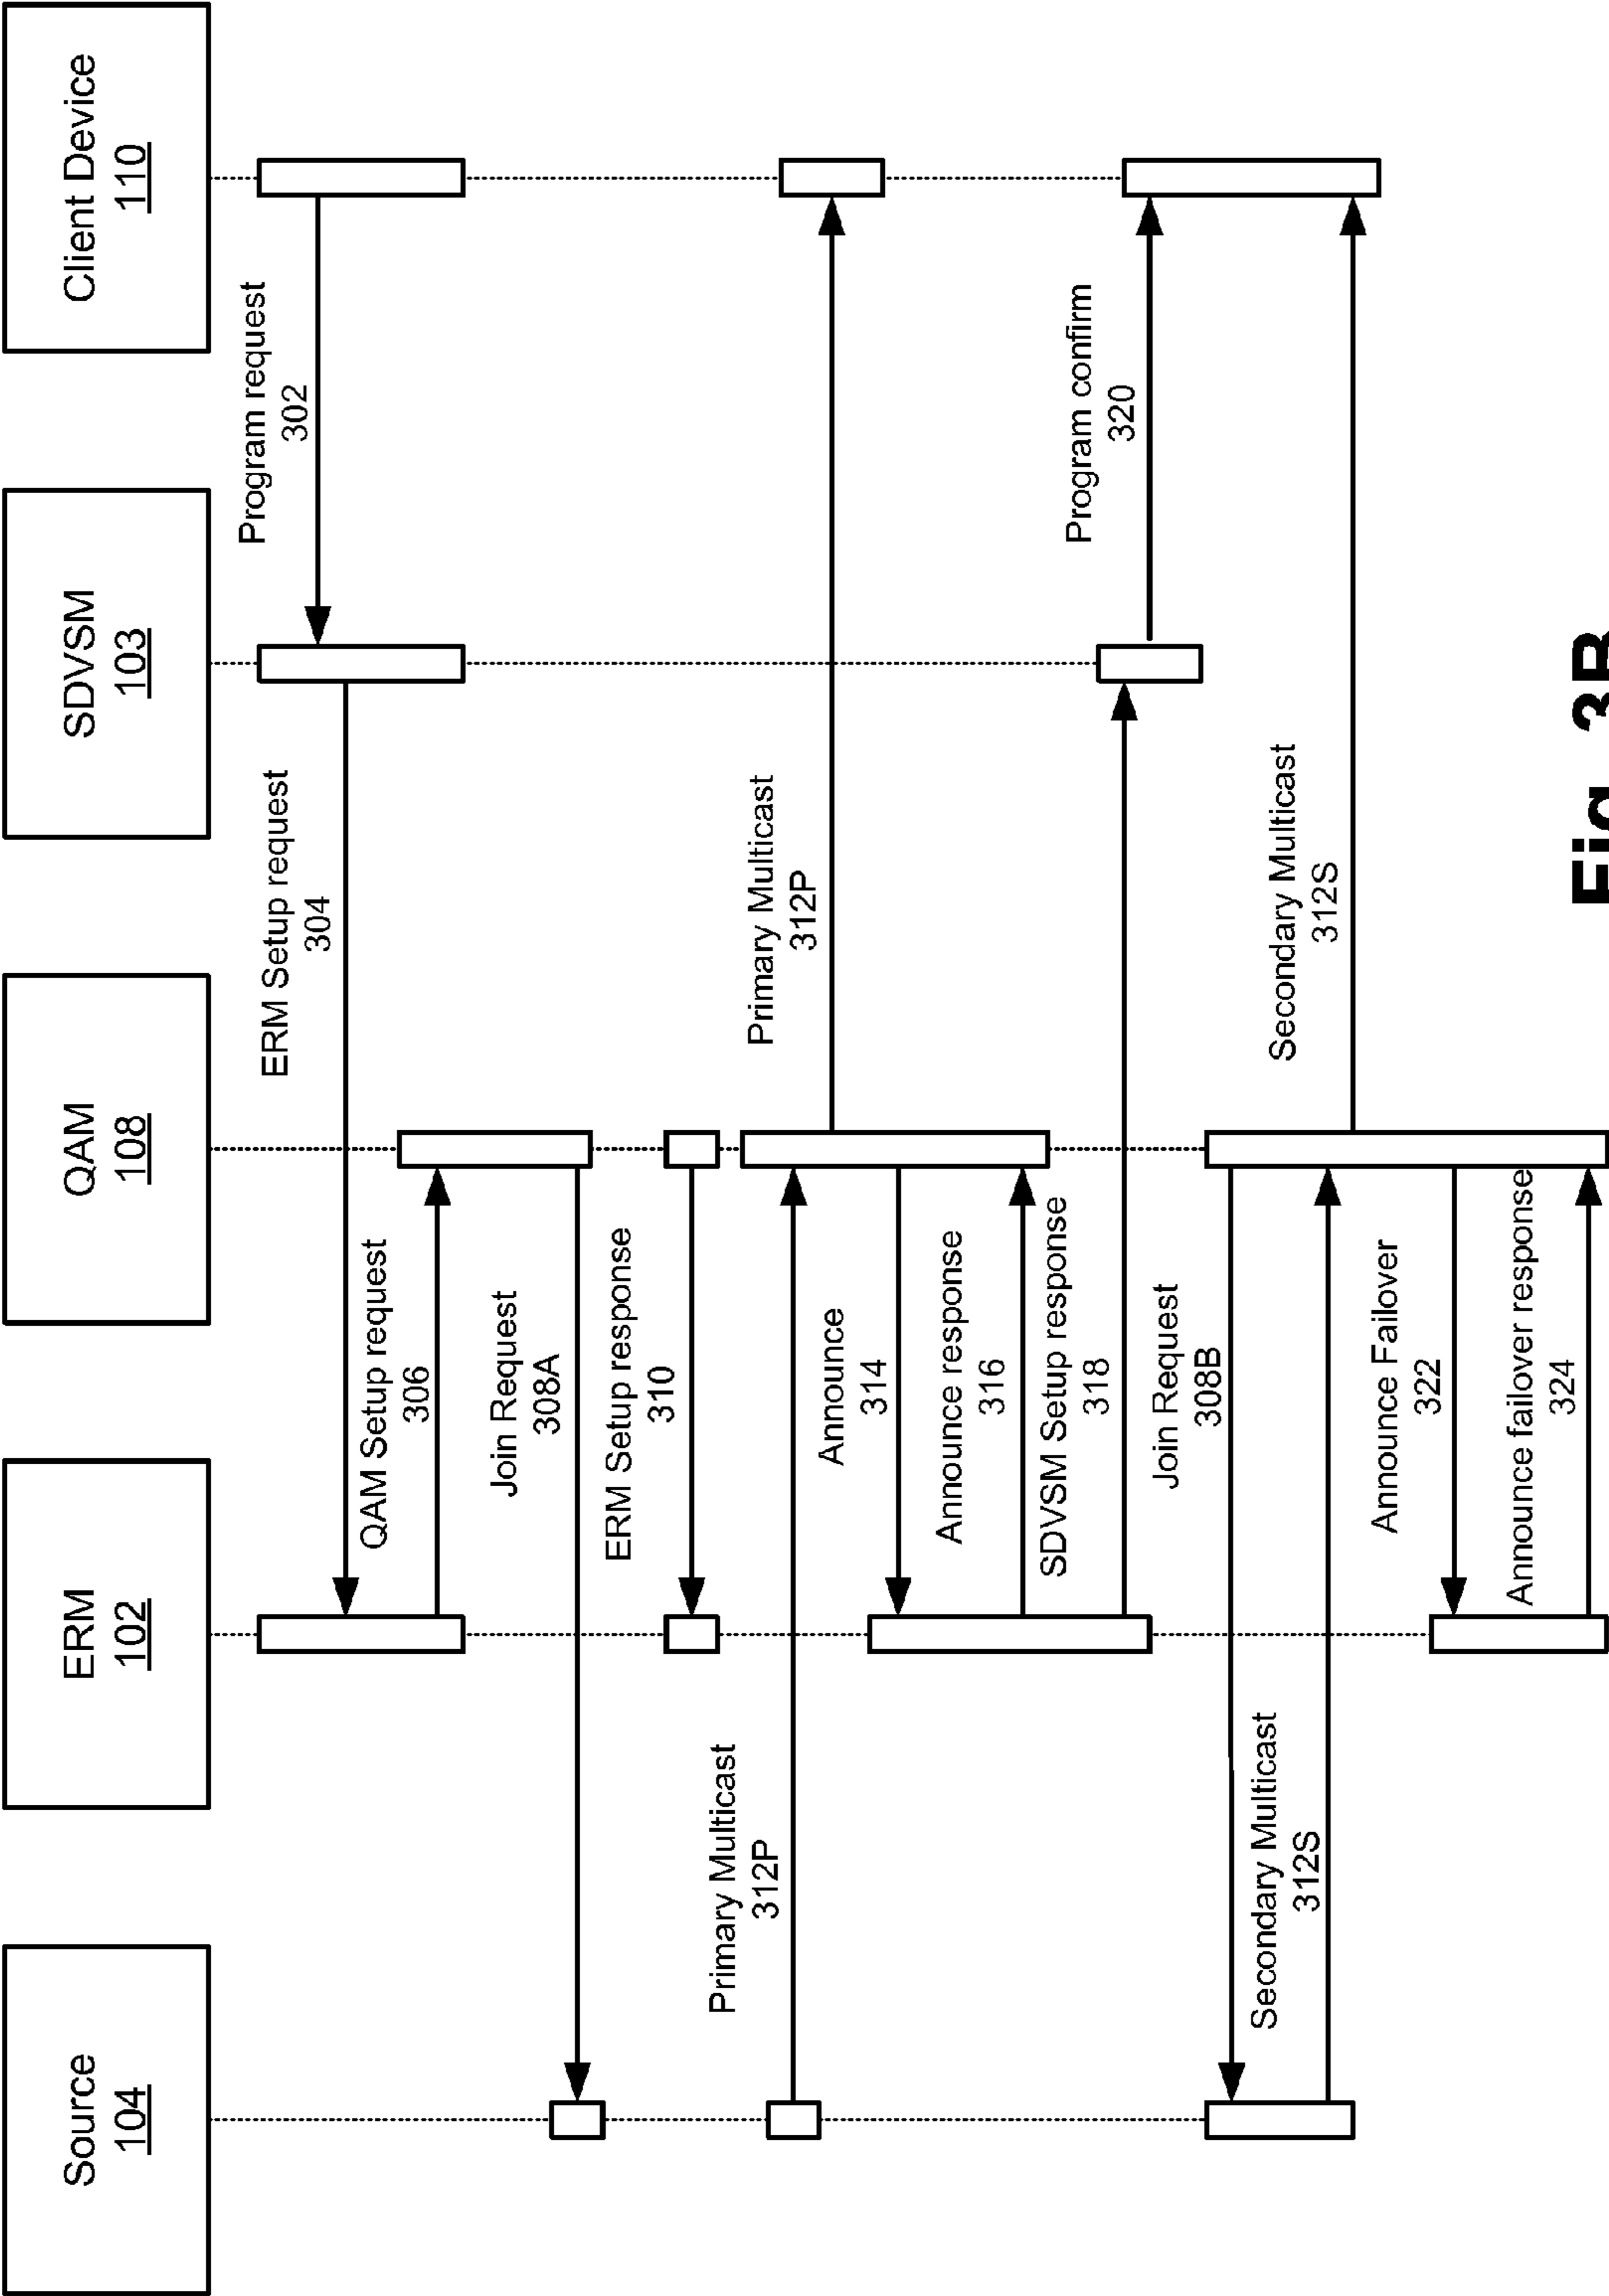 Source
104
ERM
102
QAM
108
SDVSM
103
Client Device
110
Program request
302
ERM Setup request
304
QAM Setup request
306
Join Request
308A
ERM Setup response
310
Primary Multicast
312P
Primary Multicast
312P
Announce
314
Announce response
316
SDVSM Setup response
318
Program confirm
320
Join Request
308B
Secondary Multicast
312S
Secondary Multicast
312S
Announce Failover
322
Announce failover response
324
Fig. 3B